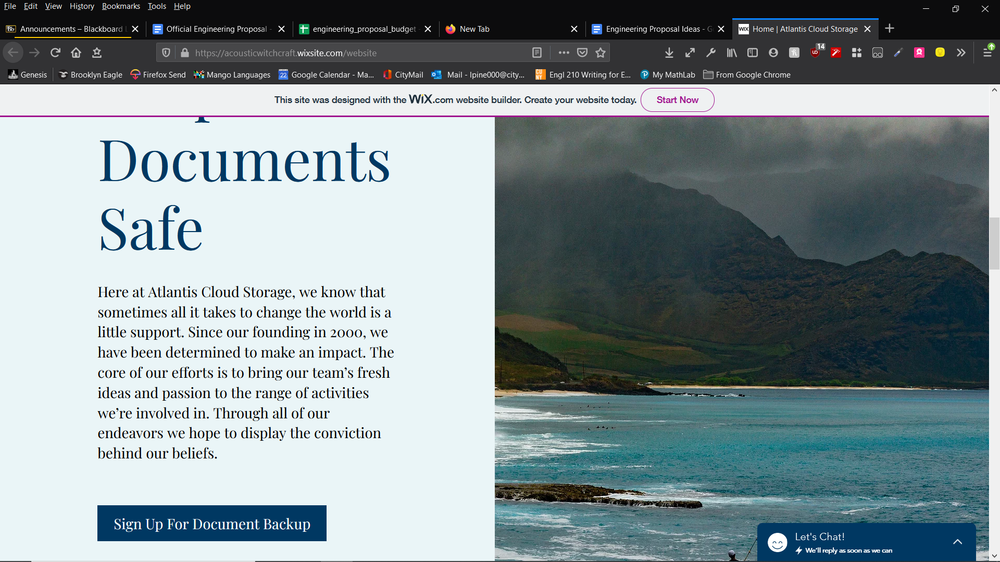 File Edit View History Bookmarks Tools Help
Announcements – Blackboard L
Official Engineering Proposal -
engineering_proposal_budget -
New Tab
Engineering Proposal Ideas - G
WIX Home | Atlantis Cloud Storage
https://acousticwitchcraft.wixsite.com/website
14
Genesis
Brooklyn Eagle
Firefox Send
Mango Languages
22 Google Calendar - Ma...
CityMail
Mail - lpine000@city...
CU NY Engl 210 Writing for E...
My MathLab
From Google Chrome
This site was designed with the WiX.com website builder. Create your website today. Start Now
Documents
Safe
Here at Atlantis Cloud Storage, we know that
sometimes all it takes to change the world is a
little support. Since our founding in 2000, we
have been determined to make an impact. The
core of our efforts is to bring our team’s fresh
ideas and passion to the range of activities
we’re involved in. Through all of our
endeavors we hope to display the conviction
behind our beliefs.
Sign Up For Document Backup
Let's Chat!
We'll reply as soon as we can